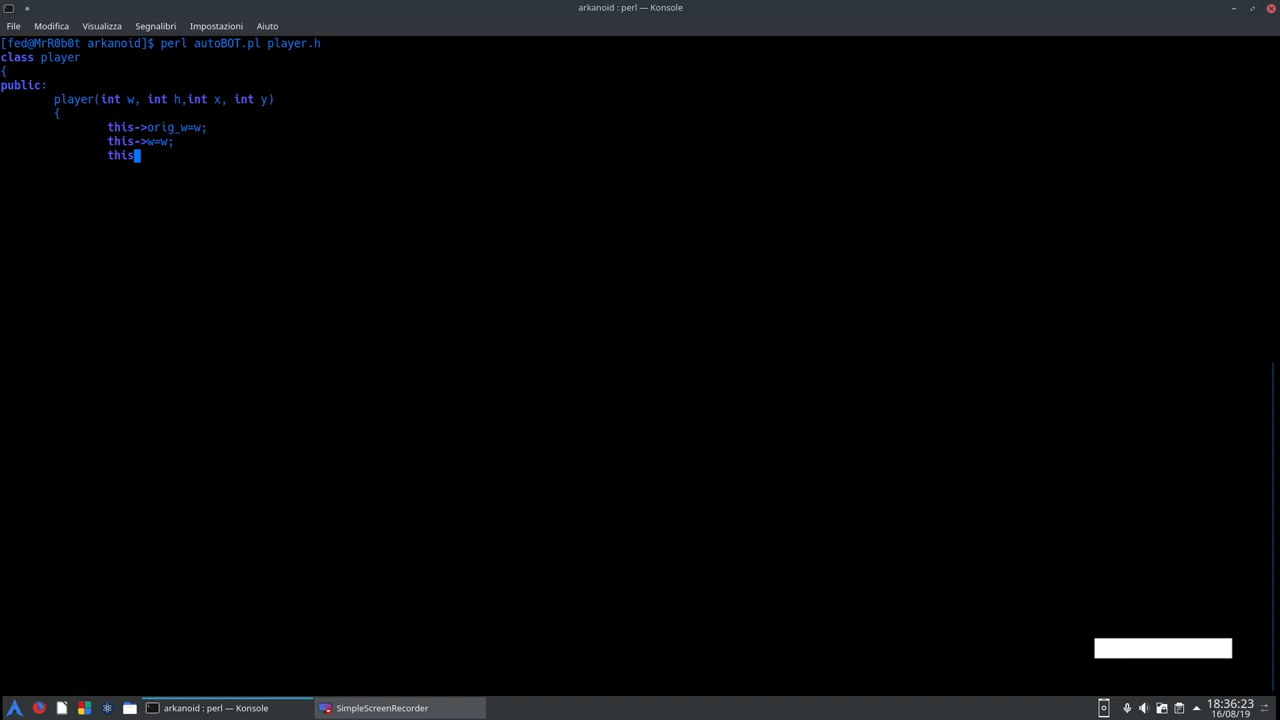 arkanoid : perl — Konsole
File Modifica Visualizza Segnalibri Impostazioni Aiuto
[fed@MrR0b0t arkanoid]$ perl autoBOT.pl player.h
class player
{
public:
player(int w, int h,int x, int y)
{
this->orig_w=w;
this->w=w;
this
arkanoid : perl — Konsole
SimpleScreenRecorder
18:36:23
16/08/19